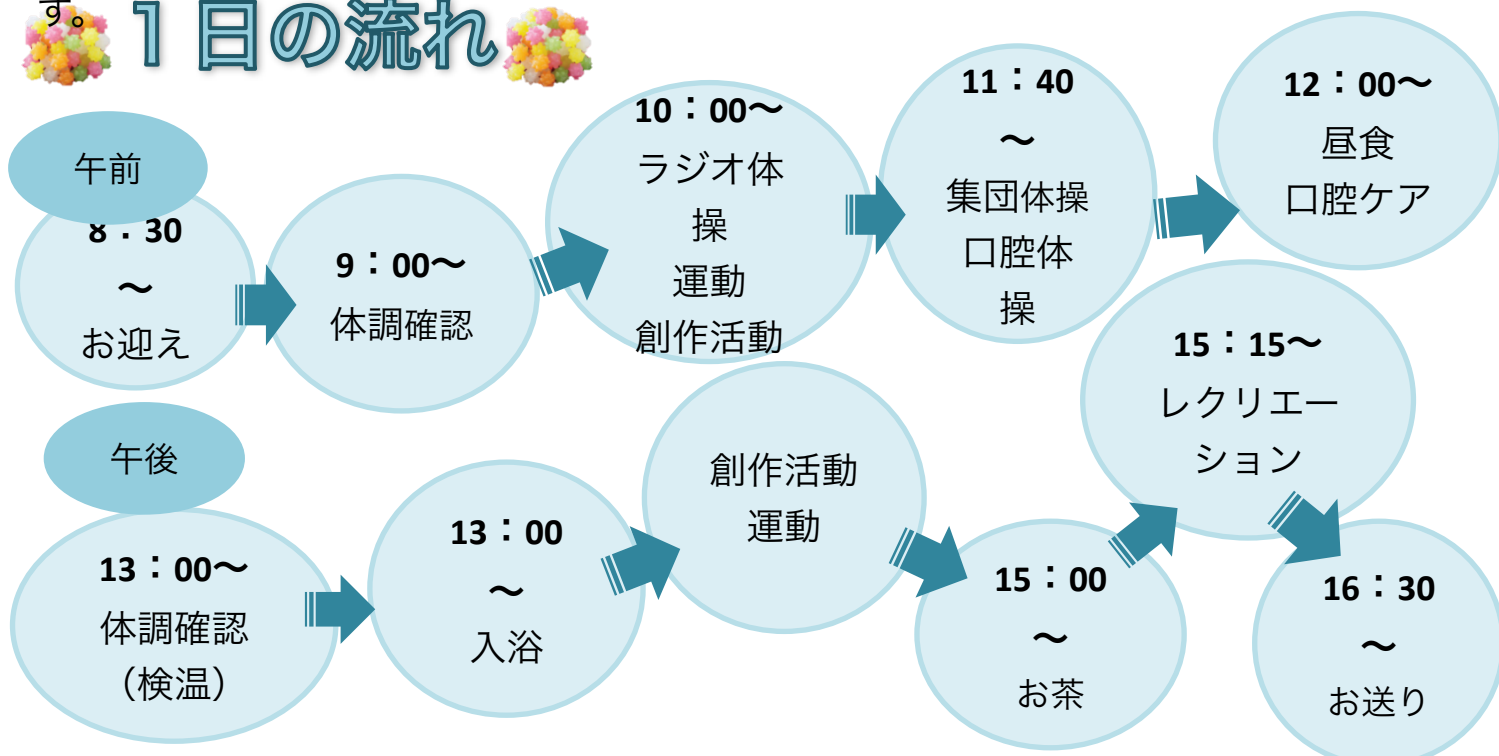 す。
１日の流れ
午前
8：30
～
お迎え
9：00～
体調確認
10：00～
ラジオ体
操
運動
創作活動
11：40
～
集団体操
口腔体
操
12：00～
昼食
口腔ケア
午後
13：00～
体調確認
（検温）
13：00
～
入浴
創作活動
運動
15：00
～
お茶
15：15～
レクリエー
ション
16：30
～
お送り